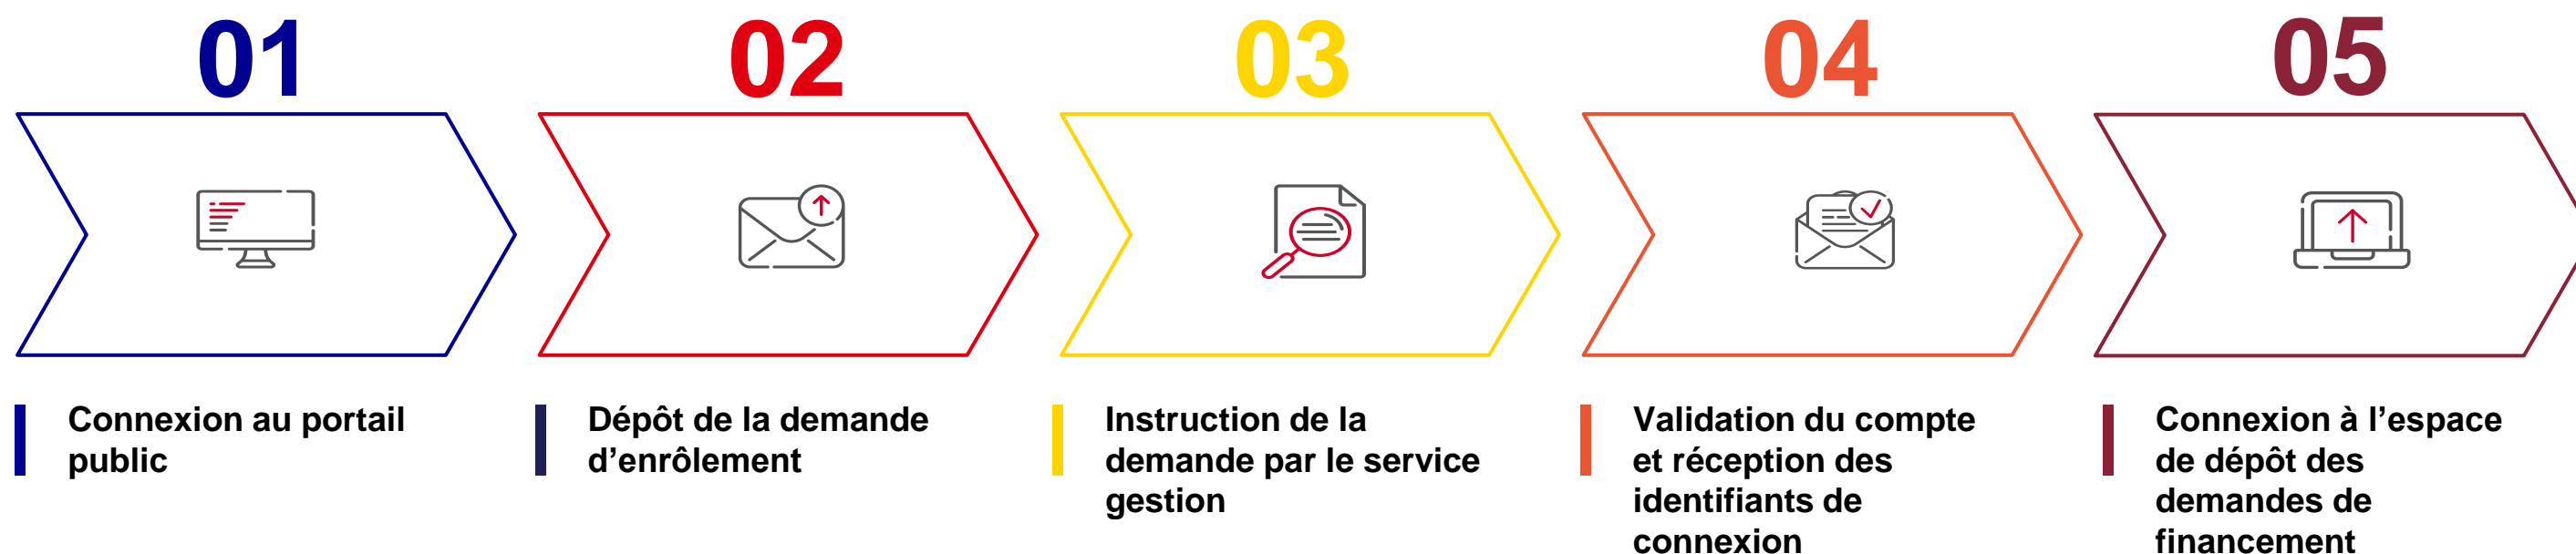 01
02
03
04
05
Connexion au portail
public
Dépôt de la demande
d’enrôlement
Instruction de la
demande par le service
gestion
Validation du compte
et réception des
identifiants de
connexion
Connexion à l’espace
de dépôt des
demandes de
financement